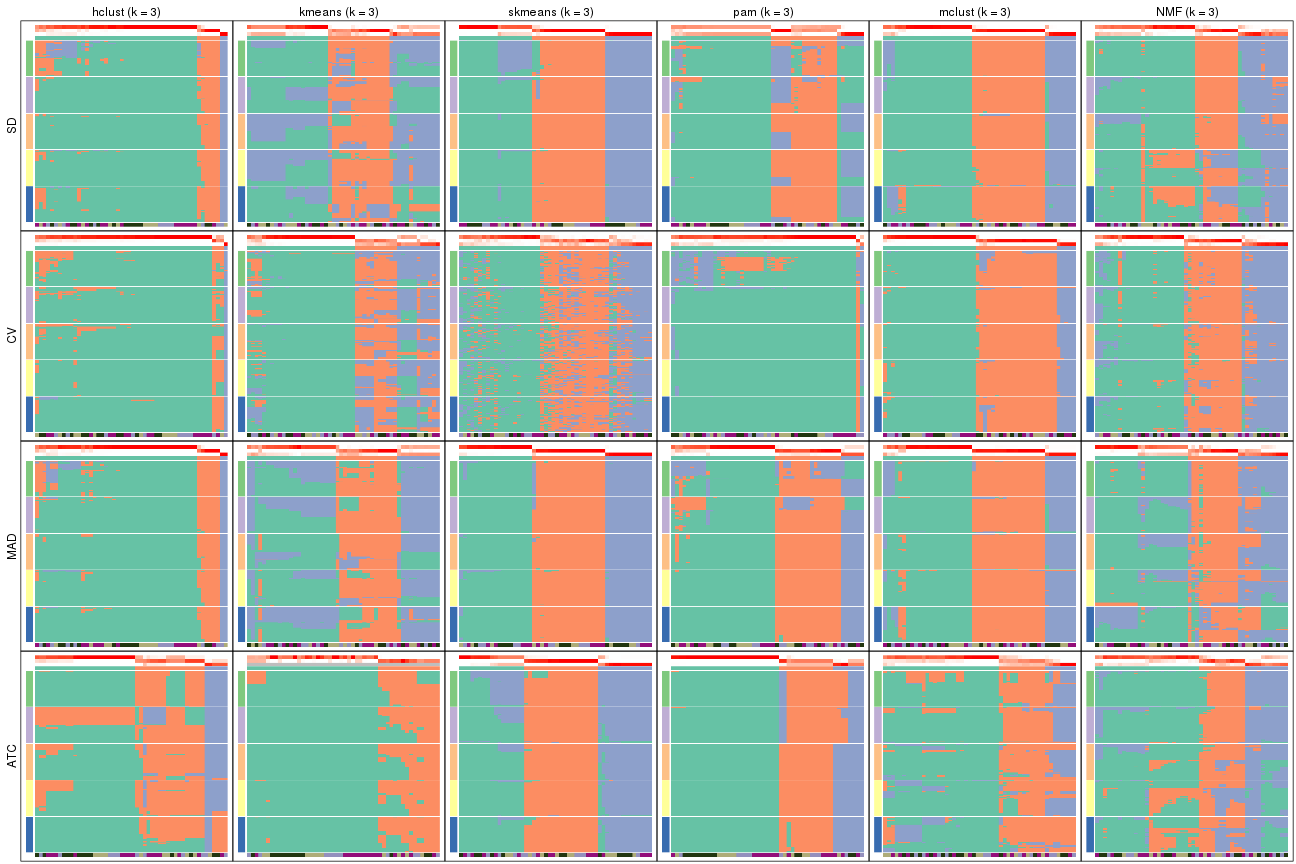 hclust (k = 3) kmeans (k = 3) skmeans (k = 3) pam (k = 3) mclust (k = 3) NMF (k = 3)
SD
CV
MAD
ATC